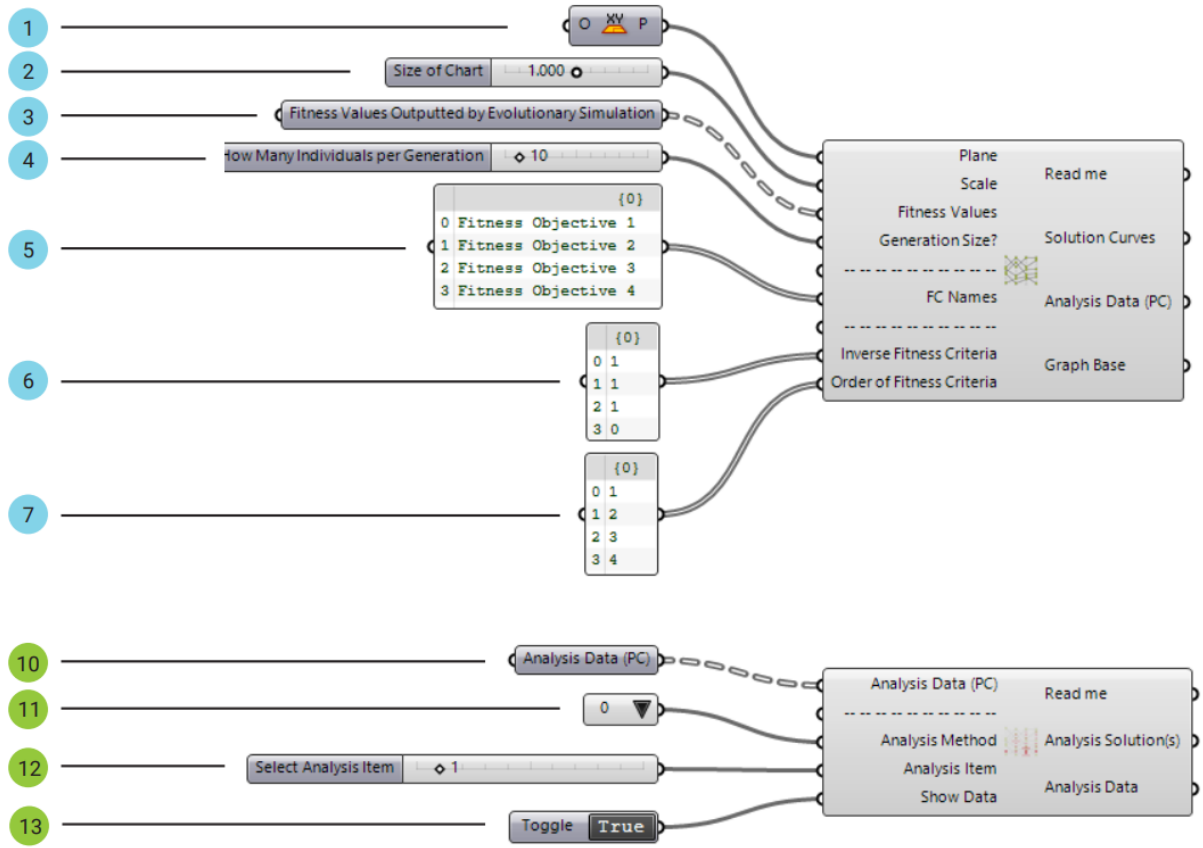 1
O XY P
2
Size of Chart 1.000
3
Fitness Values Outputted by Evolutionary Simulation
4
How Many Individuals per Generation 10
5
{0}
0 Fitness Objective 1
1 Fitness Objective 2
2 Fitness Objective 3
3 Fitness Objective 4
6
{0}
0 1
1 1
2 1
3 0
7
{0}
0 1
1 2
2 3
3 4
Plane
Scale
Fitness Values
Generation Size?
-- -- -- -- -- -- -- -- -- --
FC Names
-- -- -- -- -- -- -- -- -- --
Inverse Fitness Criteria
Order of Fitness Criteria
Read me
Solution Curves
Analysis Data (PC)
Graph Base
10
Analysis Data (PC)
11
0
12
Select Analysis Item 1
13
Toggle True
Analysis Data (PC)
-- -- -- -- -- -- -- -- -- --
Analysis Method
Analysis Item
Show Data
Read me
Analysis Solution(s)
Analysis Data